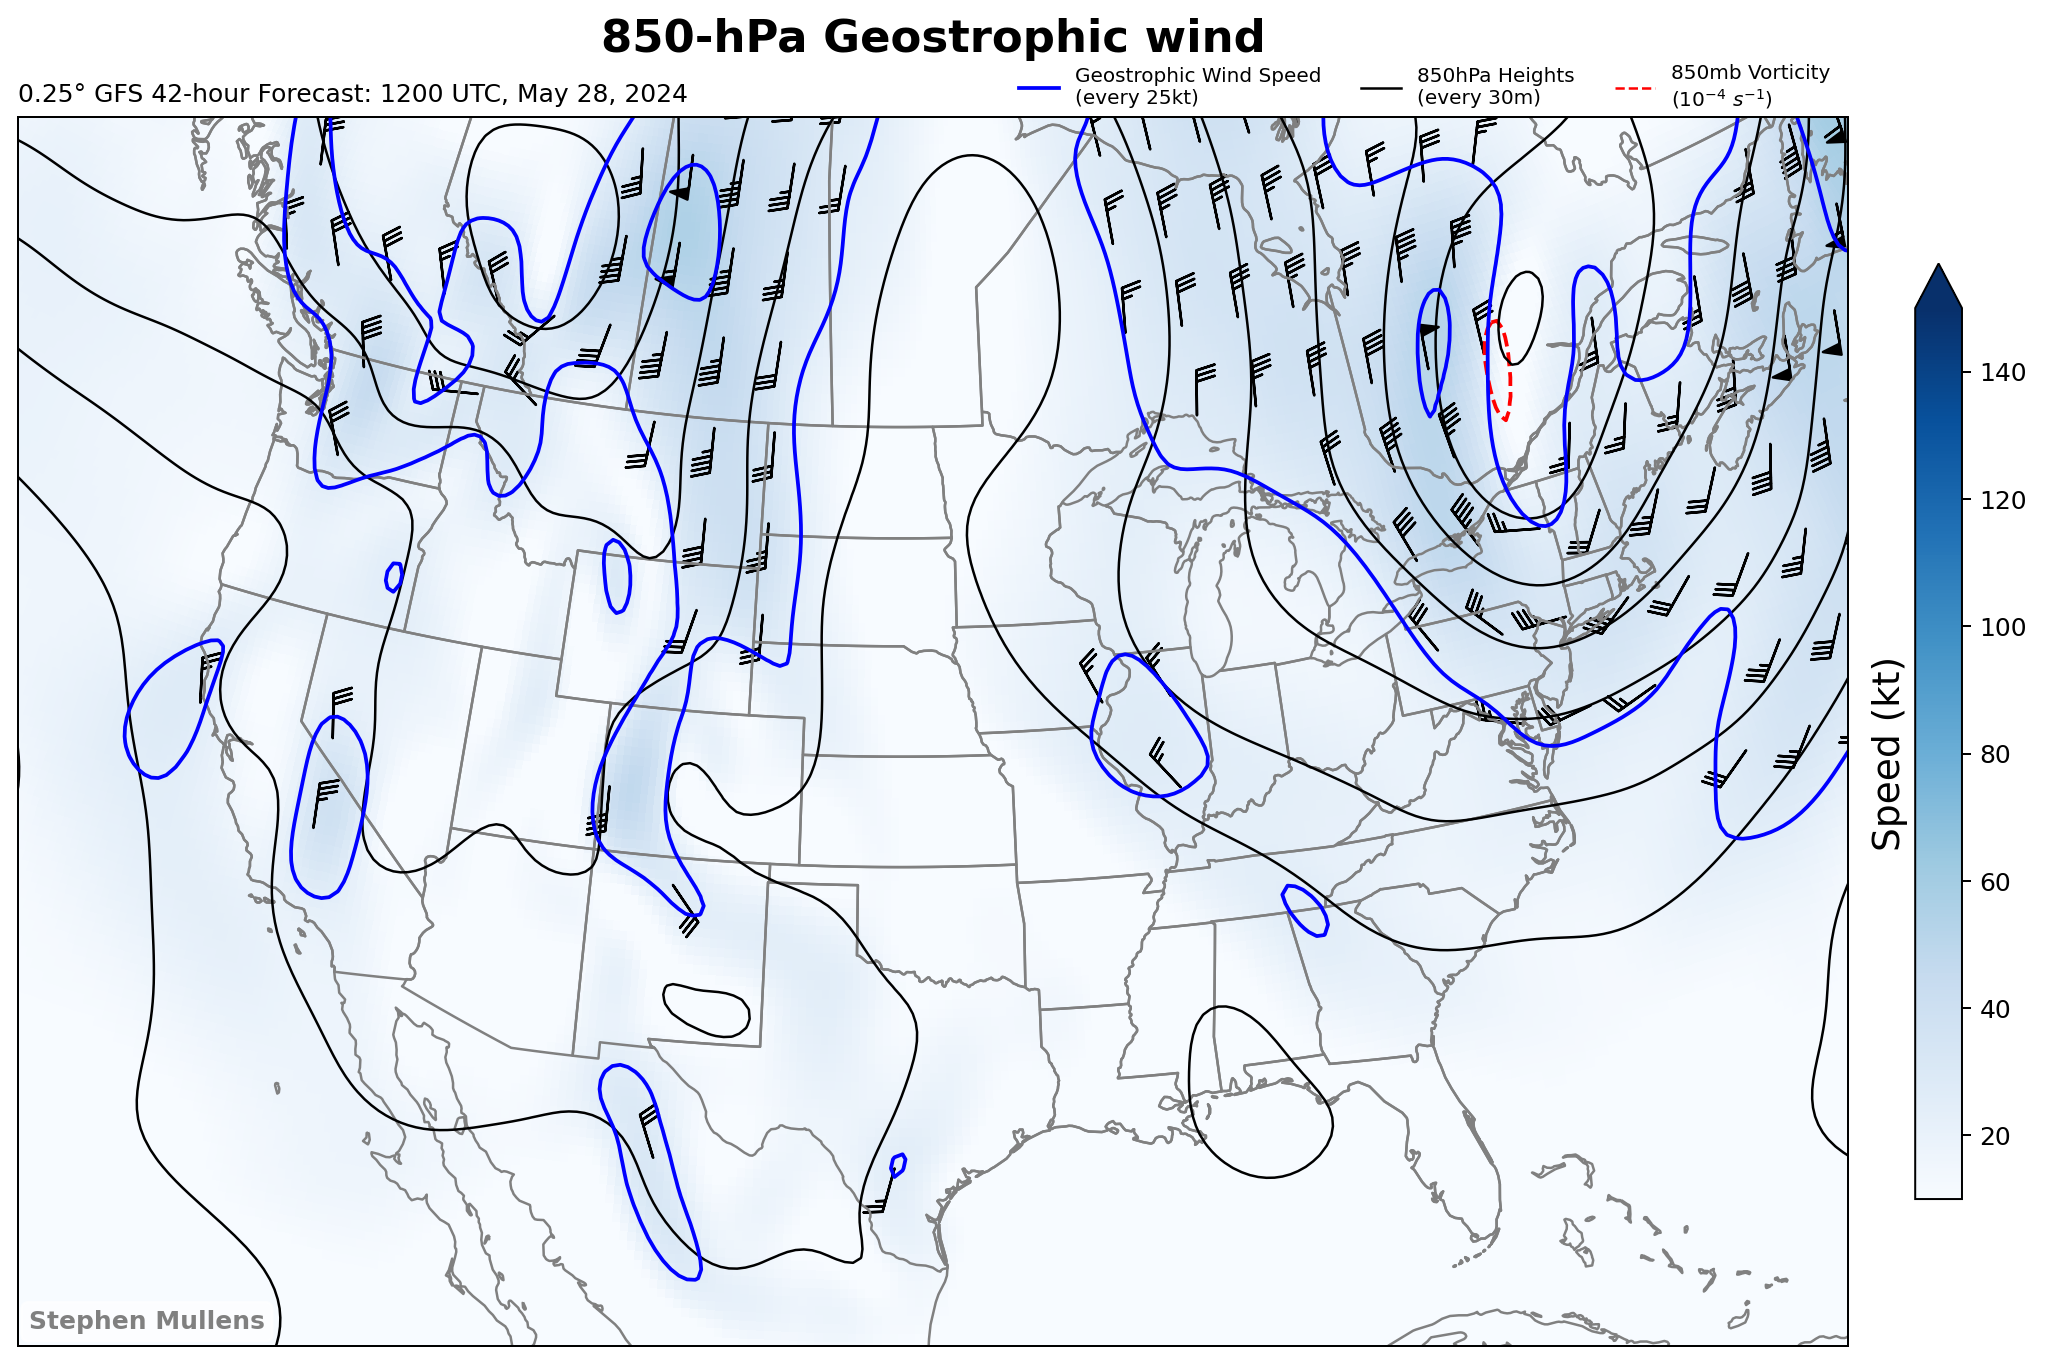 850-hPa Geostrophic wind
0.25° GFS 42-hour Forecast: 1200 UTC, May 28, 2024
Geostrophic Wind Speed
(every 25kt)
850hPa Heights
(every 30m)
850mb Vorticity
(10⁻⁴ s⁻¹)
140
120
100
80
60
40
20
Speed (kt)
Stephen Mullens